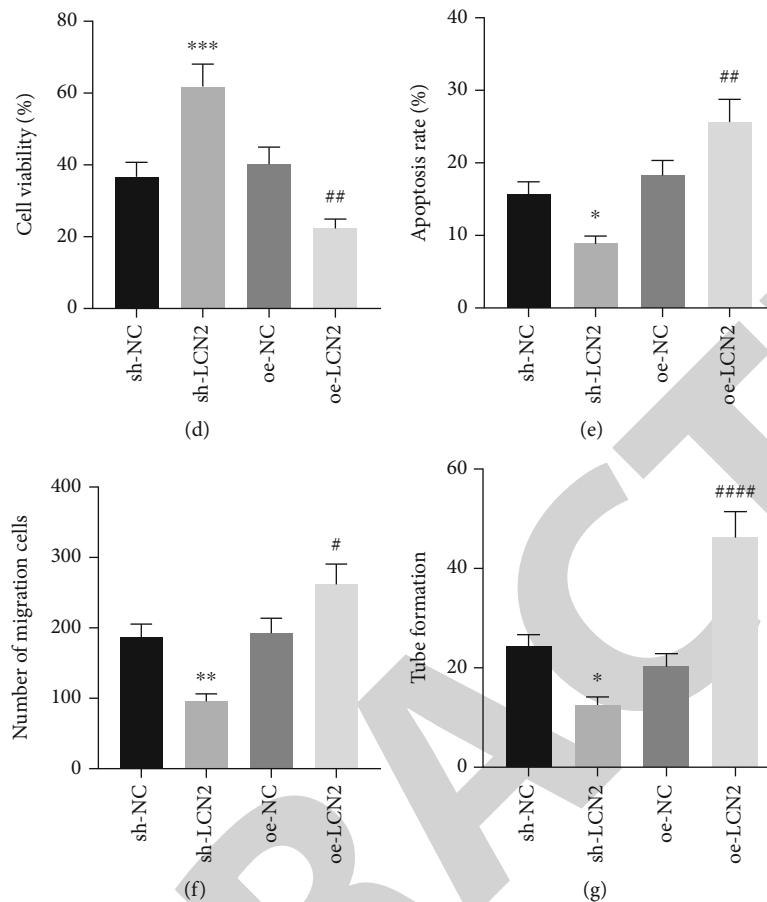 80
60
40
20
0
Cell viability (%)
***
##
sh-NC
sh-LCN2
oe-NC
oe-LCN2
(d)
40
30
20
10
0
Apoptosis rate (%)
*
##
sh-NC
sh-LCN2
oe-NC
oe-LCN2
(e)
400
300
200
100
0
Number of migration cells
**
#
sh-NC
sh-LCN2
oe-NC
oe-LCN2
(f)
60
40
20
0
Tube formation
*
####
sh-NC
sh-LCN2
oe-NC
oe-LCN2
(g)
RACT